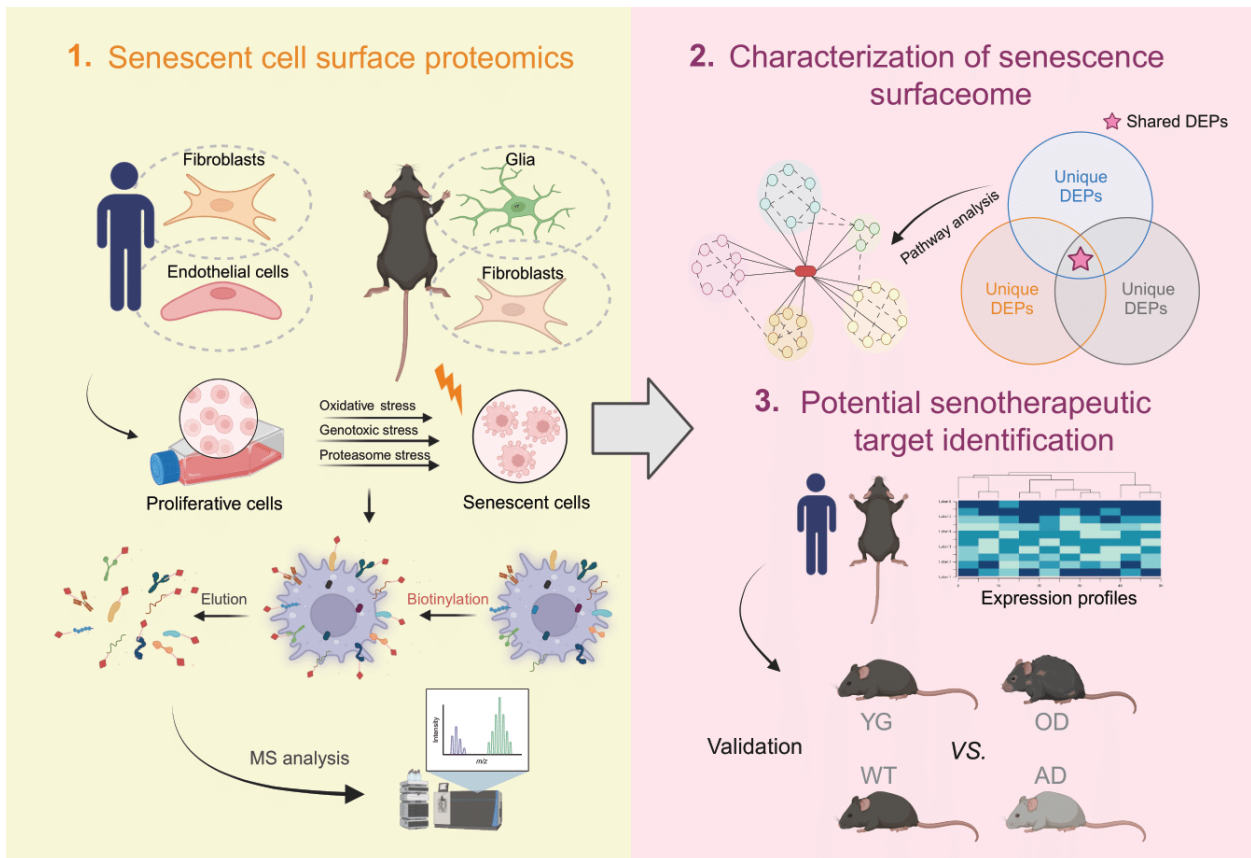 1. Senescent cell surface proteomics
Fibroblasts
Endothelial cells
Glia
Fibroblasts
Proliferative cells
Oxidative stress
Genotoxic stress
Proteasome stress
Senescent cells
Biotinylation
Elution
MS analysis
Intensity
m/z
2. Characterization of senescence
surfaceome
Shared DEPs
Unique
DEPs
Unique
DEPs
Unique
DEPs
Pathway analysis
3. Potential senotherapeutic
target identification
Expression profiles
Validation
YG
OD
VS.
WT
AD